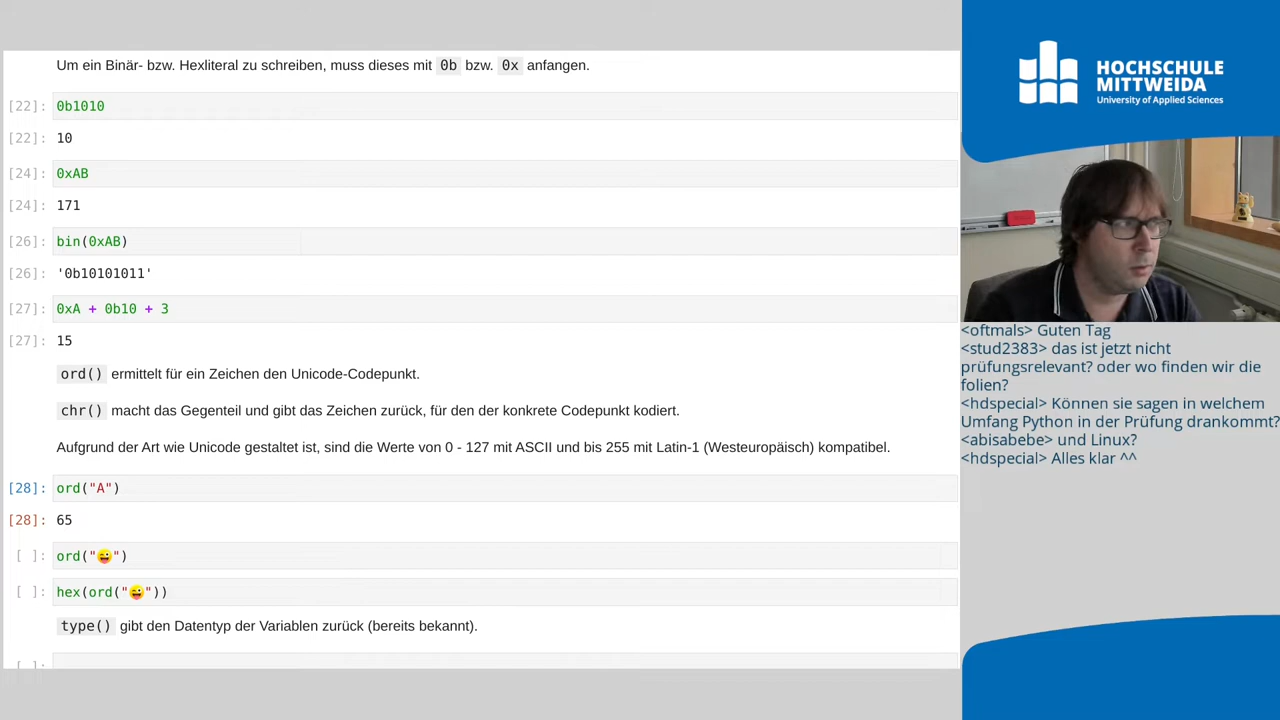 Um ein Binär- bzw. Hexliteral zu schreiben, muss dieses mit 0b bzw. 0x anfangen.
[22]: 0b1010
[22]: 10
[24]: 0xAB
[24]: 171
[26]: bin(0xAB)
[26]: '0b10101011'
[27]: 0xA + 0b10 + 3
[27]: 15
ord() ermittelt für ein Zeichen den Unicode-Codepunkt.
chr() macht das Gegenteil und gibt das Zeichen zurück, für den der konkrete Codepunkt kodiert.
Aufgrund der Art wie Unicode gestaltet ist, sind die Werte von 0 - 127 mit ASCII und bis 255 mit Latin-1 (Westeuropäisch) kompatibel.
[28]: ord("A")
[28]: 65
[ ]: ord("😜")
[ ]: hex(ord("😜"))
type() gibt den Datentyp der Variablen zurück (bereits bekannt).
[ ]:
HOCHSCHULE
MITTWEIDA
University of Applied Sciences
<oftmals> Guten Tag
<stud2383> das ist jetzt nicht
prüfungsrelevant? oder wo finden wir die
folien?
<hdspecial> Können sie sagen in welchem
Umfang Python in der Prüfung drankommt?
<abisabebe> und Linux?
<hdspecial> Alles klar ^^